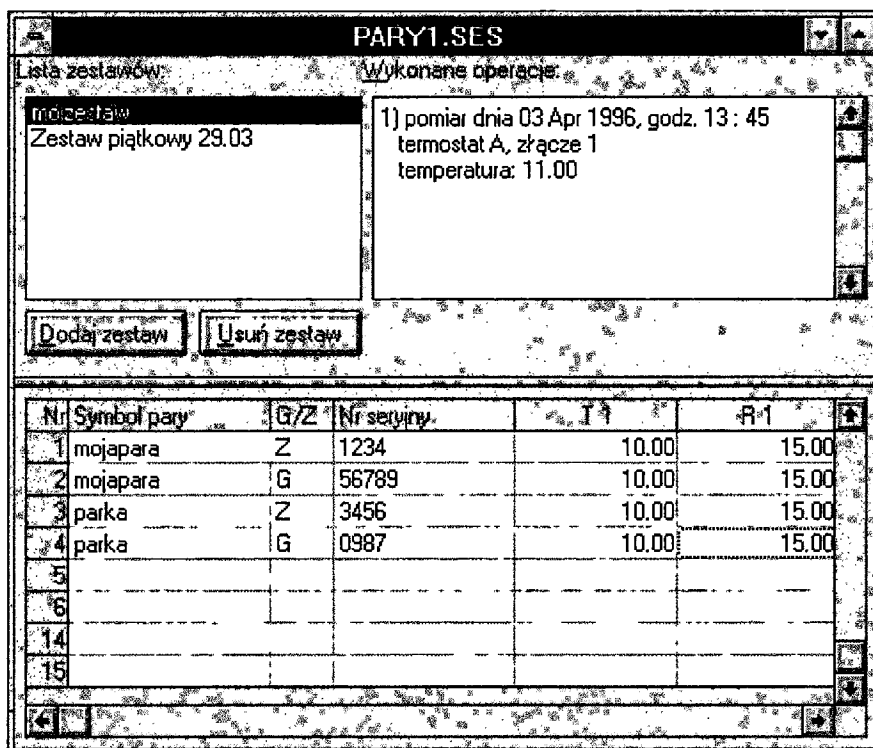 PARY1.SES
Lista zestawów: Wykonane operacje:
mojzestaw
Zestaw piątkowy 29.03
1) pomiar dnia 03 Apr 1996, godz. 13 : 45
termostat A, złącze 1
temperatura: 11.00
Dodaj zestaw Usuń zestaw
Nr Symbol pary G/Z Nr seryjny T 1 R 1
1 mojapara Z 1234 10.00 15.00
2 mojapara G 56789 10.00 15.00
3 parka Z 3456 10.00 15.00
4 parka G 0987 10.00 15.00
5
6
14
15